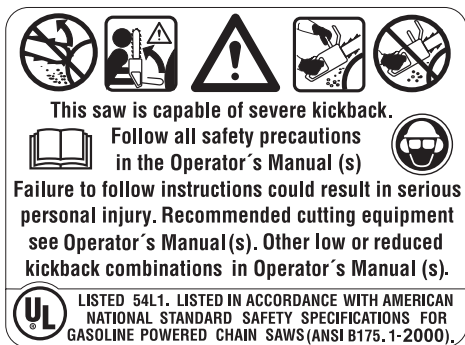 This saw is capable of severe kickback.
Follow all safety precautions
in the Operator´s Manual (s)
Failure to follow instructions could result in serious
personal injury. Recommended cutting equipment
see Operator´s Manual(s). Other low or reduced
kickback combinations in Operator´s Manual (s).
UL
LISTED 54L1. LISTED IN ACCORDANCE WITH AMERICAN
NATIONAL STANDARD SAFETY SPECIFICATIONS FOR
GASOLINE POWERED CHAIN SAWS (ANSI B175.1-2000).